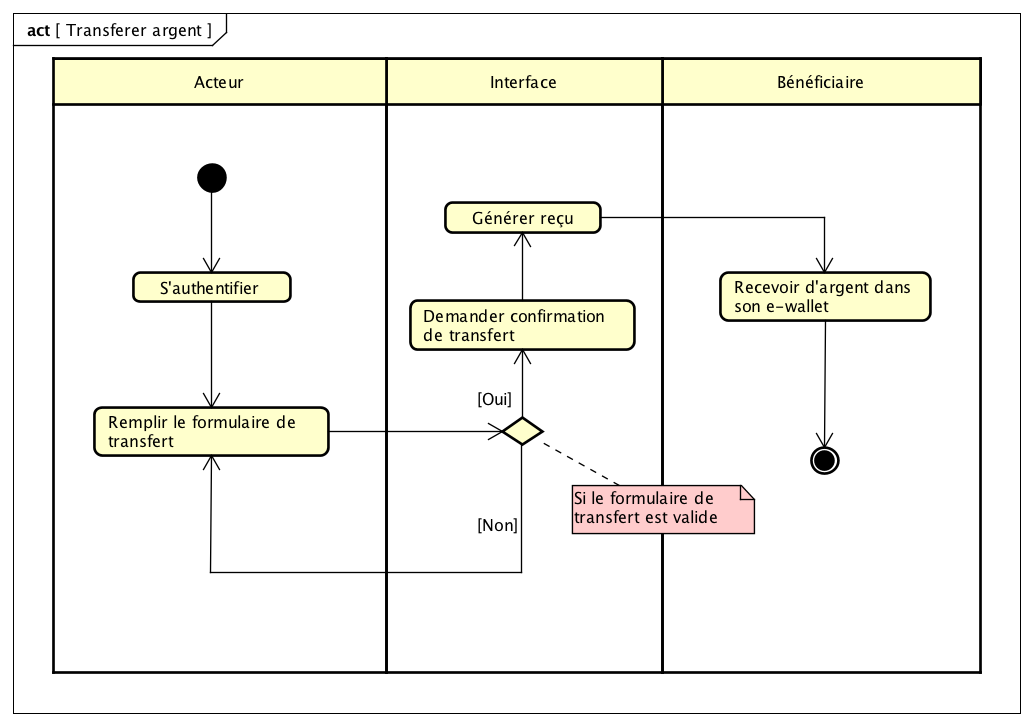 act [ Transferer argent ]
Acteur
Interface
Bénéficiaire
Générer reçu
S'authentifier
Recevoir d'argent dans
son e-wallet
Demander confirmation
de transfert
[Oui]
Remplir le formulaire de
transfert
Si le formulaire de
transfert est valide
[Non]